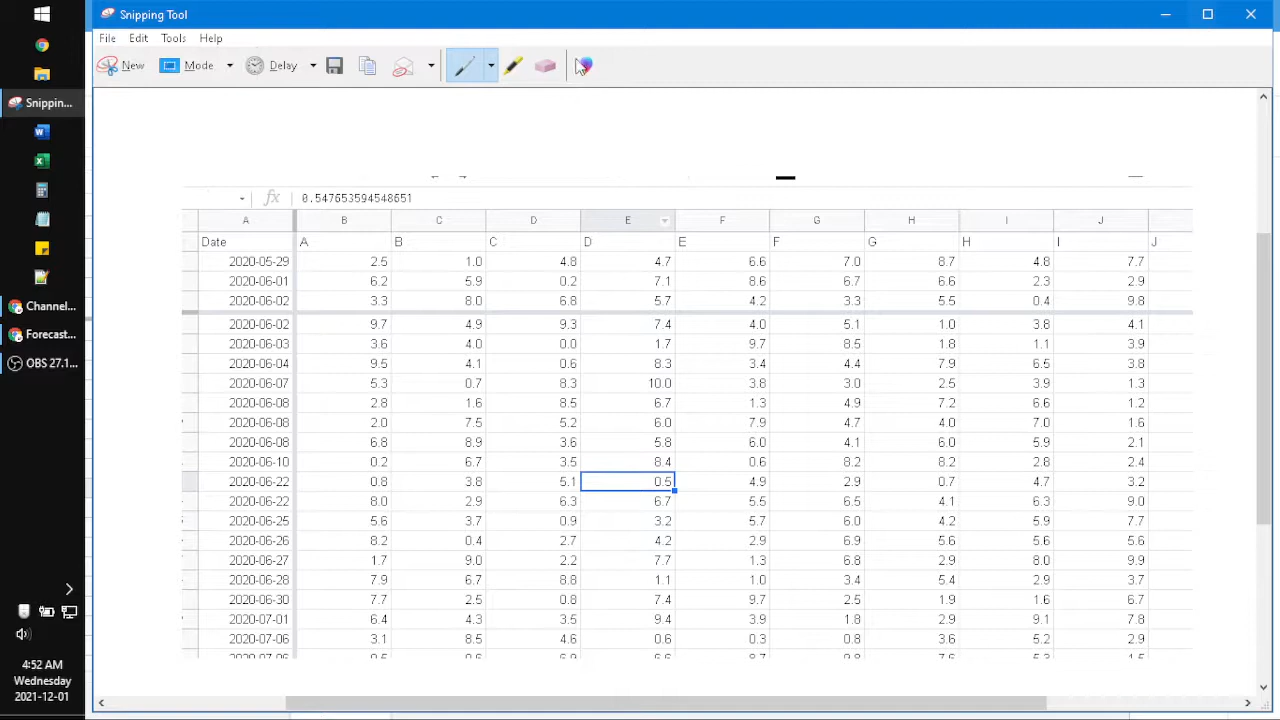 Snipping Tool
File Edit Tools Help
New Mode Delay
Snippin...
0.547653594548651
A B C D E F G H I J
Date A B C D E F G H I J
2020-05-29 2.5 1.0 4.8 4.7 6.6 7.0 8.7 4.8 7.7
2020-06-01 6.2 5.9 0.2 7.1 8.6 6.7 6.6 2.3 2.9
2020-06-02 3.3 8.0 6.8 5.7 4.2 3.3 5.5 0.4 9.8
2020-06-02 9.7 4.9 9.3 7.4 4.0 5.1 1.0 3.8 4.1
2020-06-03 3.6 4.0 0.0 1.7 9.7 8.5 1.8 1.1 3.9
2020-06-04 9.5 4.1 0.6 8.3 3.4 4.4 7.9 6.5 3.8
2020-06-07 5.3 0.7 8.3 10.0 3.8 3.0 2.5 3.9 1.3
2020-06-08 2.8 1.6 8.5 6.7 1.3 4.9 7.2 6.6 1.2
2020-06-08 2.0 7.5 5.2 6.0 7.9 4.7 4.0 7.0 1.6
2020-06-08 6.8 8.9 3.6 5.8 6.0 4.1 6.0 5.9 2.1
2020-06-10 0.2 6.7 3.5 8.4 0.6 8.2 8.2 2.8 2.4
2020-06-22 0.8 3.8 5.1 0.5 4.9 2.9 0.7 4.7 3.2
2020-06-22 8.0 2.9 6.3 6.7 5.5 6.5 4.1 6.3 9.0
2020-06-25 5.6 3.7 0.9 3.2 5.7 6.0 4.2 5.9 7.7
2020-06-26 8.2 0.4 2.7 4.2 2.9 6.9 5.6 5.6 5.6
2020-06-27 1.7 9.0 2.2 7.7 1.3 6.8 2.9 8.0 9.9
2020-06-28 7.9 6.7 8.8 1.1 1.0 3.4 5.4 2.9 3.7
2020-06-30 7.7 2.5 0.8 7.4 9.7 2.5 1.9 1.6 6.7
2020-07-01 6.4 4.3 3.5 9.4 3.9 1.8 2.9 9.1 7.8
2020-07-06 3.1 8.5 4.6 0.6 0.3 0.8 3.6 5.2 2.9
Channel...
Forecast...
OBS 27.1...
4:52 AM
Wednesday
2021-12-01